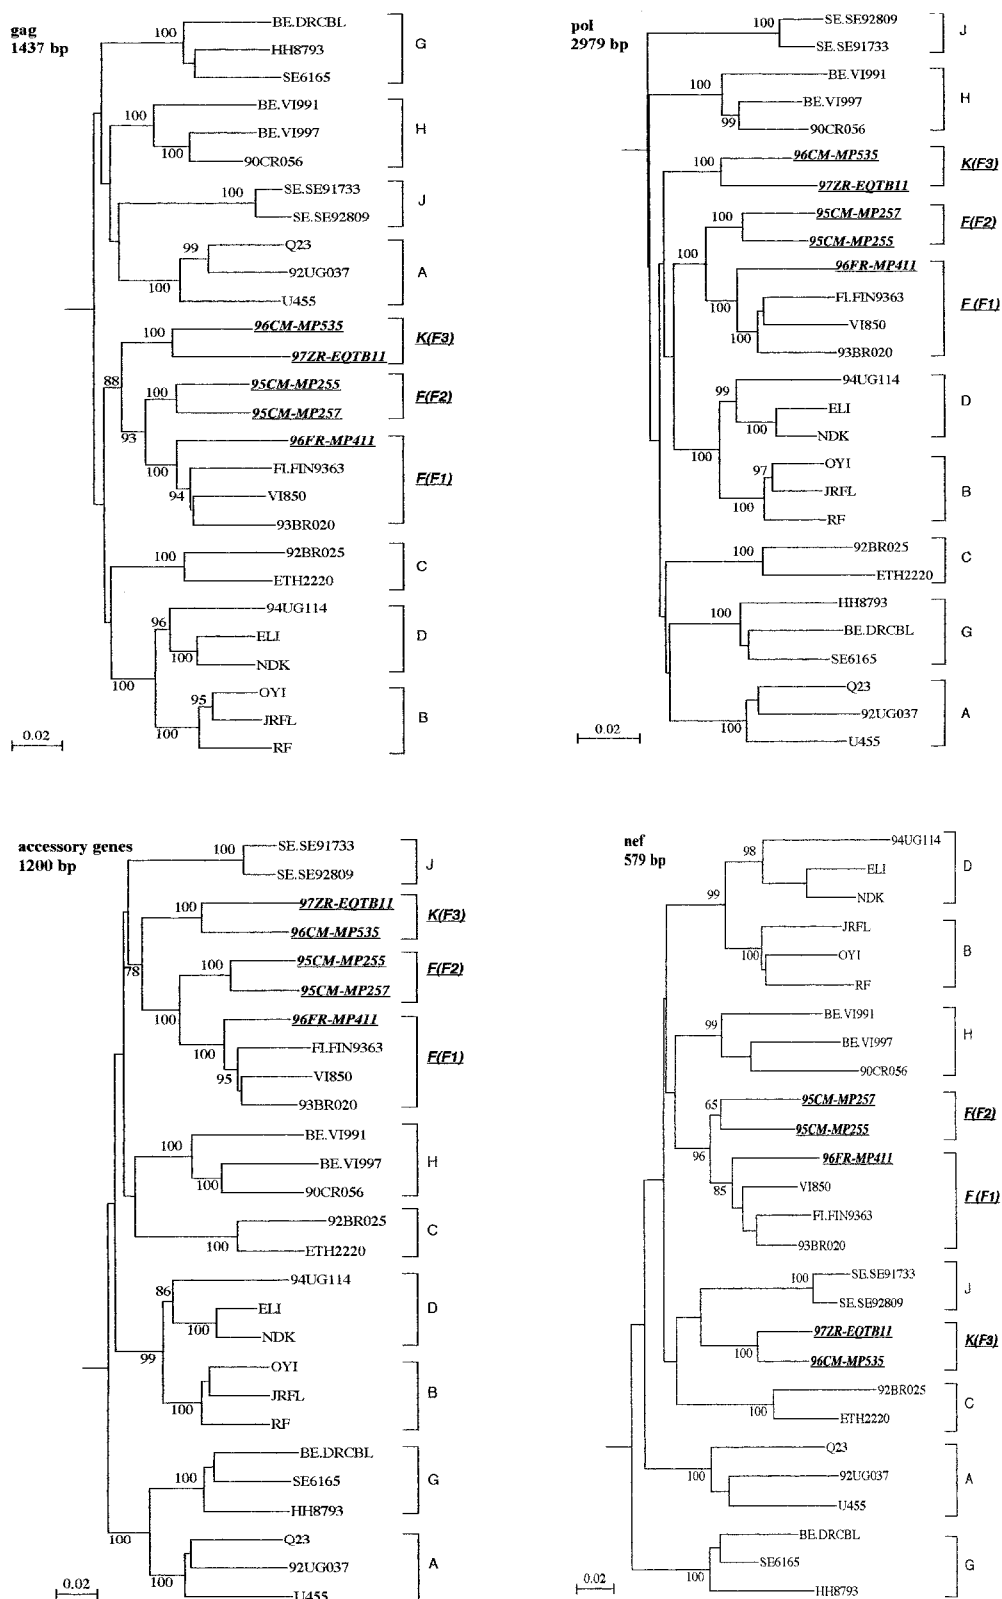 gag
1437 bp
100
BE.DRCBL
HH8793
SE6165
G
100
BE.VI991
BE.VI997
100
90CR056
H
100
SE.SE91733
SE.SE92809
J
99
Q23
92UG037
100
U455
A
100
96CM-MP535
97ZR-EQTB11
K(F3)
88
100
95CM-MP255
95CM-MP257
F(F2)
93
96FR-MP411
100
FI.FIN9363
94
VI850
93BR020
F(F1)
100
92BR025
ETH2220
C
96
94UG114
ELI
100
NDK
D
100
95
OYI
JRFL
100
RF
B
0.02
pol
2979 bp
100
SE.SE92809
SE.SE91733
J
100
BE.VI991
BE.VI997
99
90CR056
H
100
96CM-MP535
97ZR-EQTB11
K(F3)
100
95CM-MP257
95CM-MP255
F(F2)
100
96FR-MP411
100
FI.FIN9363
VI850
100
93BR020
F (F1)
99
94UG114
ELI
100
NDK
D
100
97
OYI
JRFL
100
RF
B
100
92BR025
ETH2220
C
100
HH8793
BE.DRCBL
SE6165
G
Q23
92UG037
100
U455
A
0.02
accessory genes
1200 bp
100
SE.SE91733
SE.SE92809
J
100
97ZR-EQTB11
96CM-MP535
K(F3)
78
100
95CM-MP255
95CM-MP257
F(F2)
100
96FR-MP411
100
FI.FIN9363
95
VI850
93BR020
F(F1)
100
BE.VI991
BE.VI997
100
90CR056
H
92BR025
100
ETH2220
C
86
94UG114
ELI
100
NDK
D
99
OYI
JRFL
100
RF
B
BE.DRCBL
100
SE6165
HH8793
G
100
Q23
92UG037
100
U455
A
0.02
nef
579 bp
94UG114
98
ELI
NDK
D
99
JRFL
100
OYI
RF
B
99
BE.VI991
BE.VI997
90CR056
H
65
95CM-MP257
95CM-MP255
F(F2)
96
96FR-MP411
85
VI850
FI.FIN9363
93BR020
F (F1)
100
SE.SE91733
SE.SE92809
J
97ZR-EQTB11
100
96CM-MP535
K(F3)
92BR025
100
ETH2220
C
Q23
100
92UG037
U455
A
BE.DRCBL
SE6165
100
HH8793
G
0.02